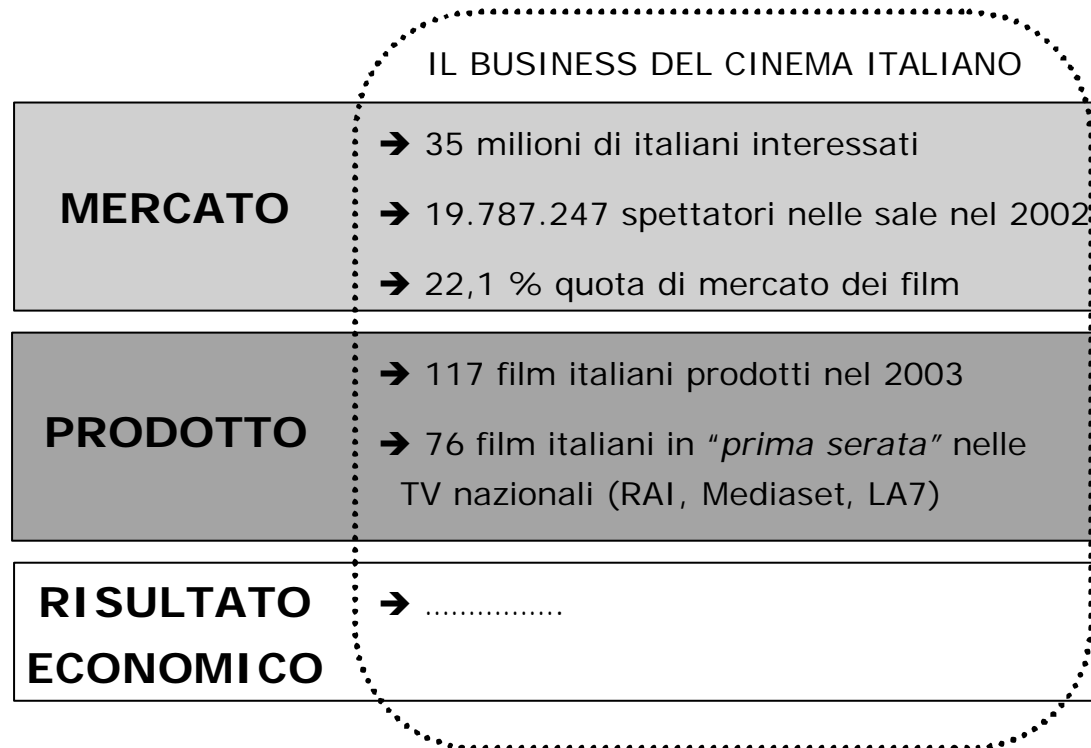 IL BUSINESS DEL CINEMA ITALIANO
MERCATO
➔ 35 milioni di italiani interessati
➔ 19.787.247 spettatori nelle sale nel 2002
➔ 22,1 % quota di mercato dei film
PRODOTTO
➔ 117 film italiani prodotti nel 2003
➔ 76 film italiani in “prima serata” nelle
TV nazionali (RAI, Mediaset, LA7)
RISULTATO
ECONOMICO
➔ ................